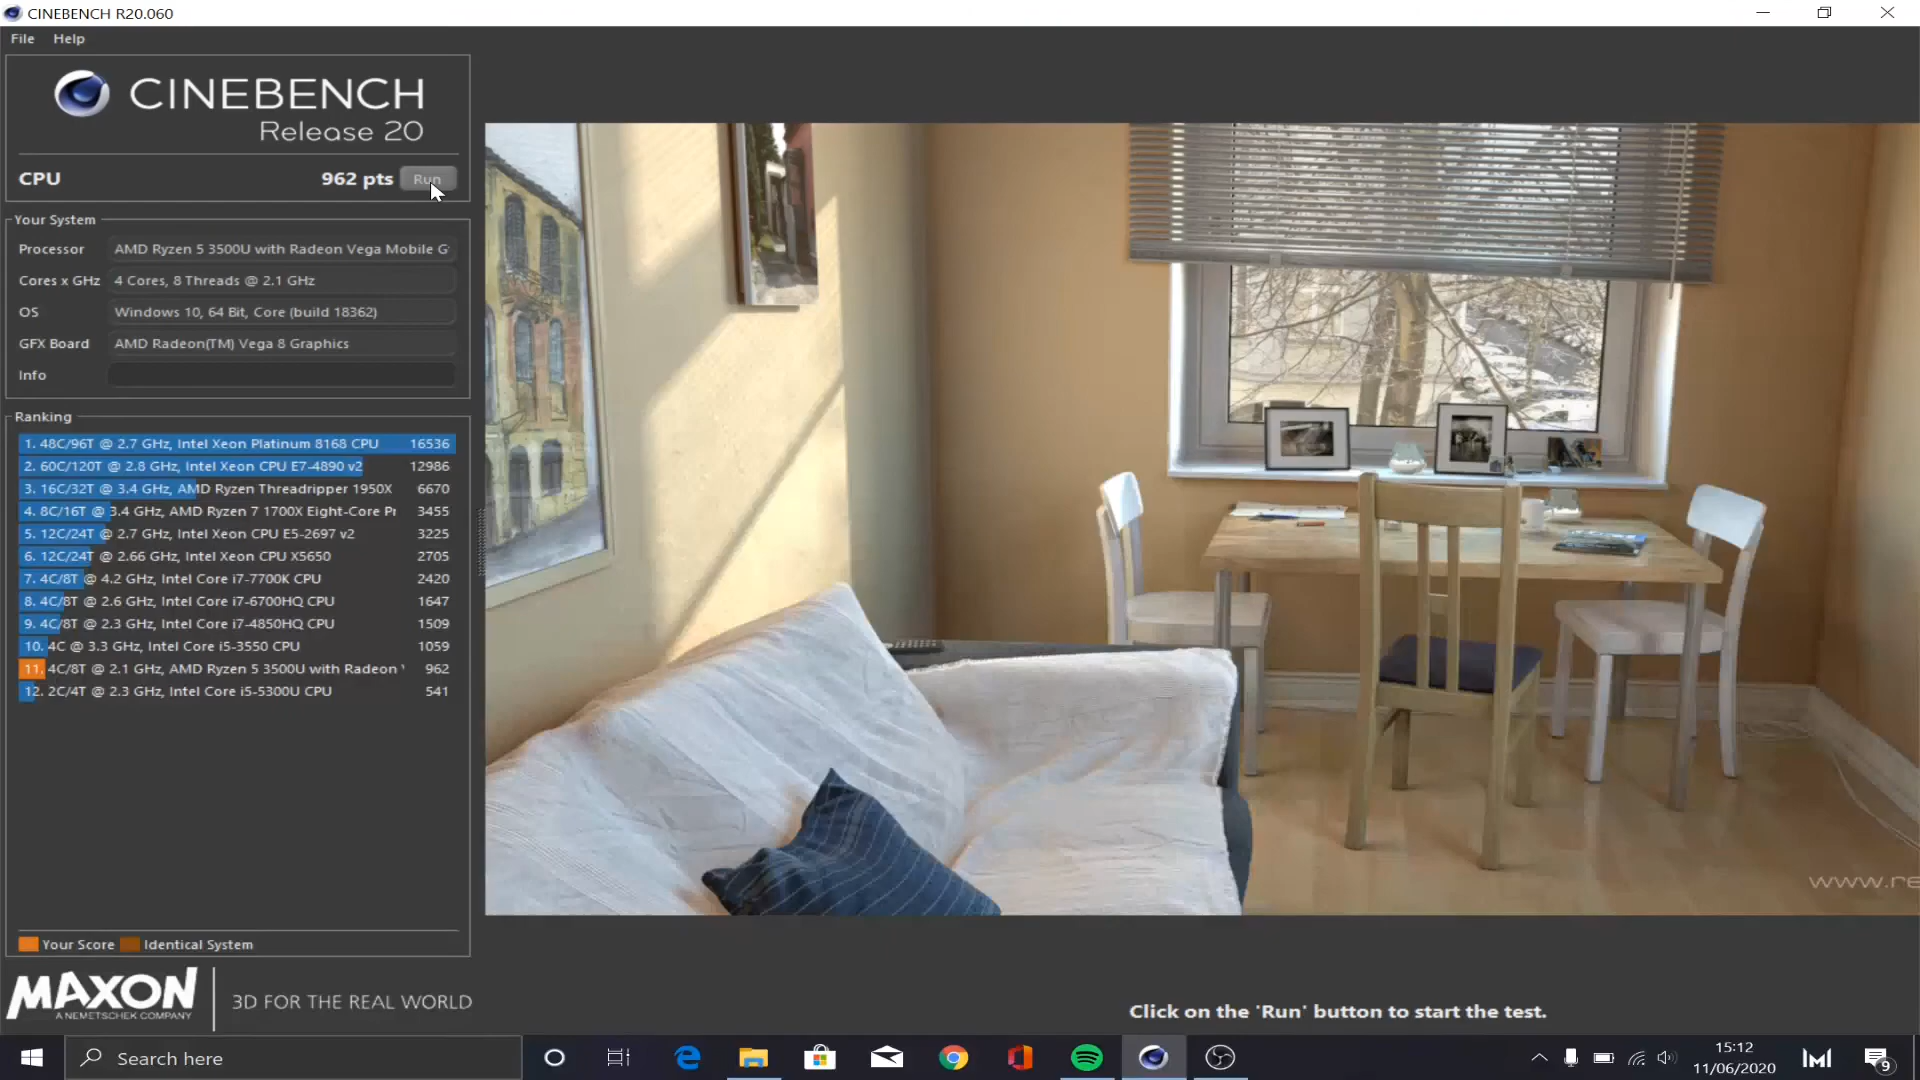 CINEBENCH R20.060
File Help
CINEBENCH
Release 20
CPU 962 pts Run
Your System
Processor AMD Ryzen 5 3500U with Radeon Vega Mobile G
Cores x GHz 4 Cores, 8 Threads @ 2.1 GHz
OS Windows 10, 64 Bit, Core (build 18362)
GFX Board AMD Radeon(TM) Vega 8 Graphics
Info
Ranking
1. 48C/96T @ 2.7 GHz, Intel Xeon Platinum 8168 CPU 16536
2. 60C/120T @ 2.8 GHz, Intel Xeon CPU E7-4890 v2 12986
3. 16C/32T @ 3.4 GHz, AMD Ryzen Threadripper 1950X 6670
4. 8C/16T @ 3.4 GHz, AMD Ryzen 7 1700X Eight-Core Pr 3455
5. 12C/24T @ 2.7 GHz, Intel Xeon CPU E5-2697 v2 3225
6. 12C/24T @ 2.66 GHz, Intel Xeon CPU X5650 2705
7. 4C/8T @ 4.2 GHz, Intel Core i7-7700K CPU 2420
8. 4C/8T @ 2.6 GHz, Intel Core i7-6700HQ CPU 1647
9. 4C/8T @ 2.3 GHz, Intel Core i7-4850HQ CPU 1509
10. 4C @ 3.3 GHz, Intel Core i5-3550 CPU 1059
11. 4C/8T @ 2.1 GHz, AMD Ryzen 5 3500U with Radeon 962
12. 2C/4T @ 2.3 GHz, Intel Core i5-5300U CPU 541
www.re
Your Score Identical System
MAXON
A NEMETSCHEK COMPANY
3D FOR THE REAL WORLD
Click on the 'Run' button to start the test.
Search here
15:12
11/06/2020
9